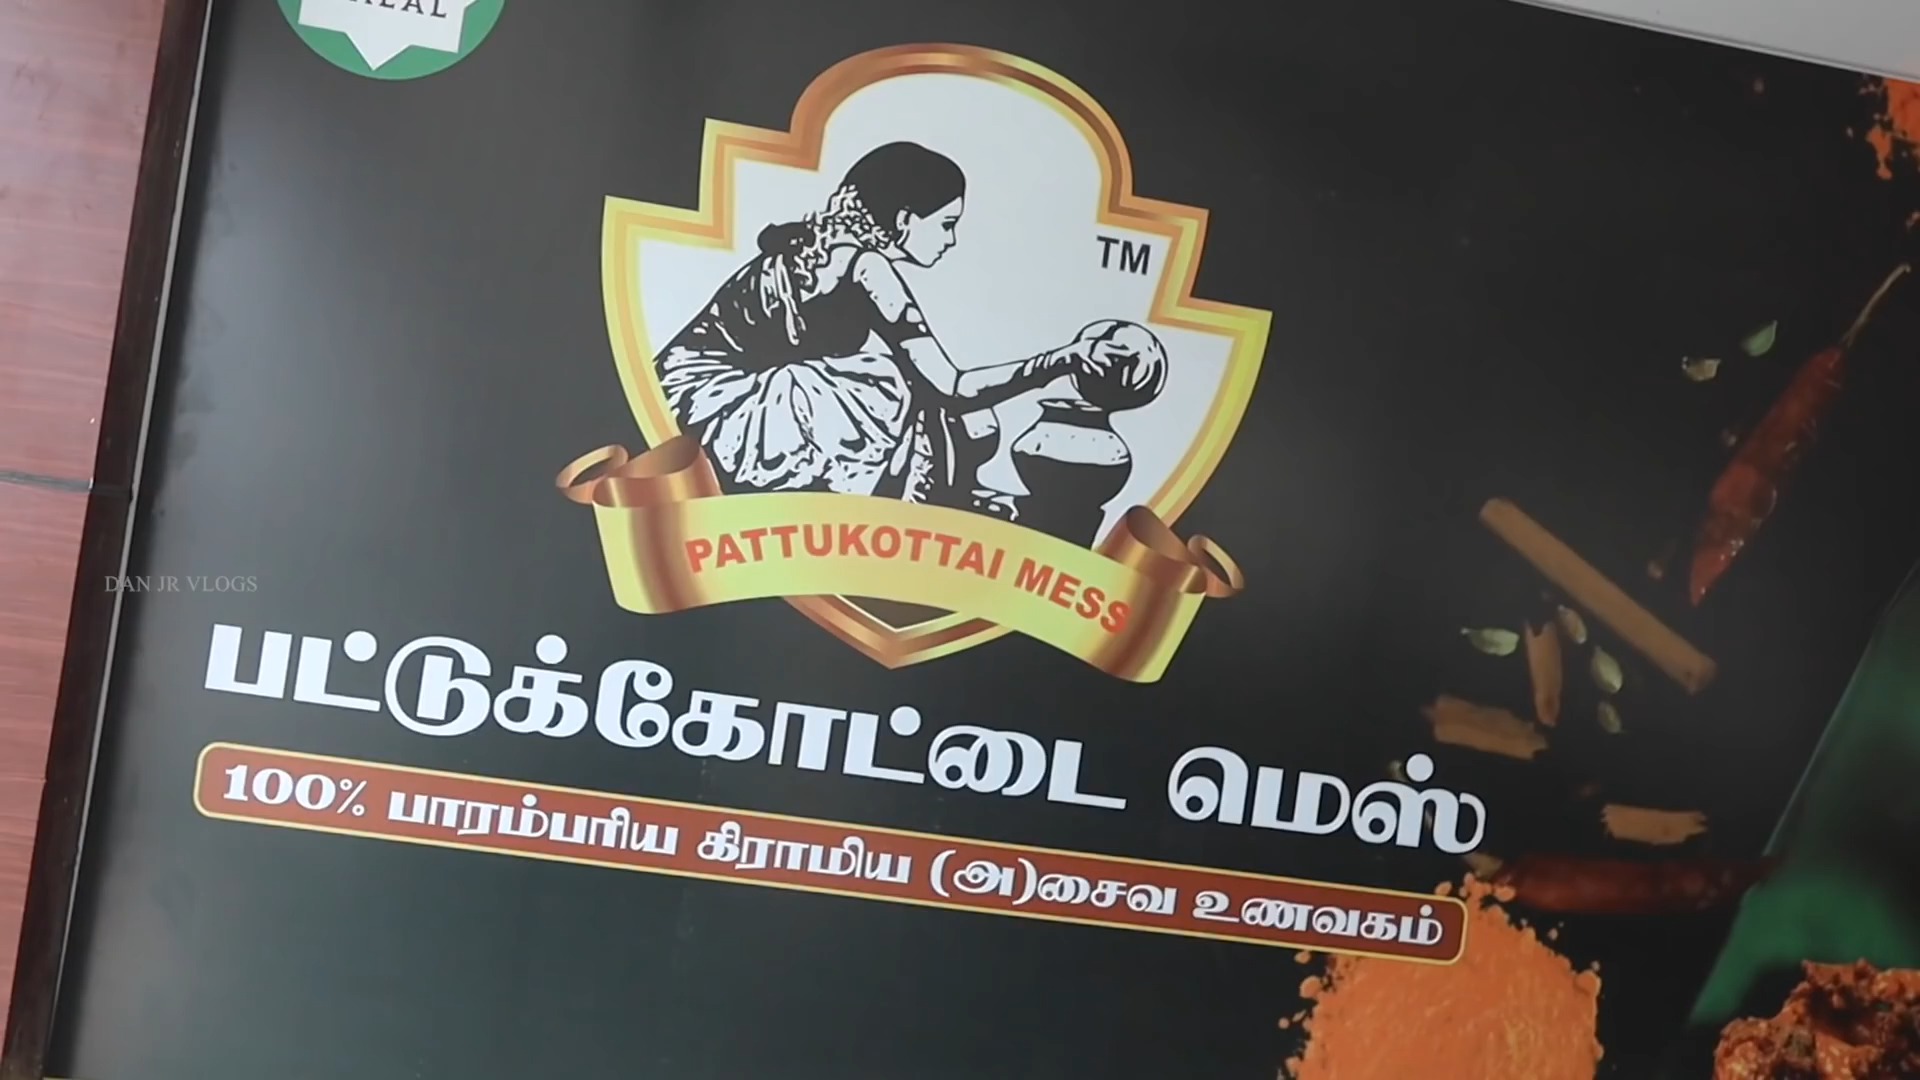 TM
PATTUKOTTAI MESS
DAN JR VLOGS
பட்டுக்கோட்டை மெஸ்
100% பாரம்பரிய கிராமிய (அ)சைவ உணவகம்